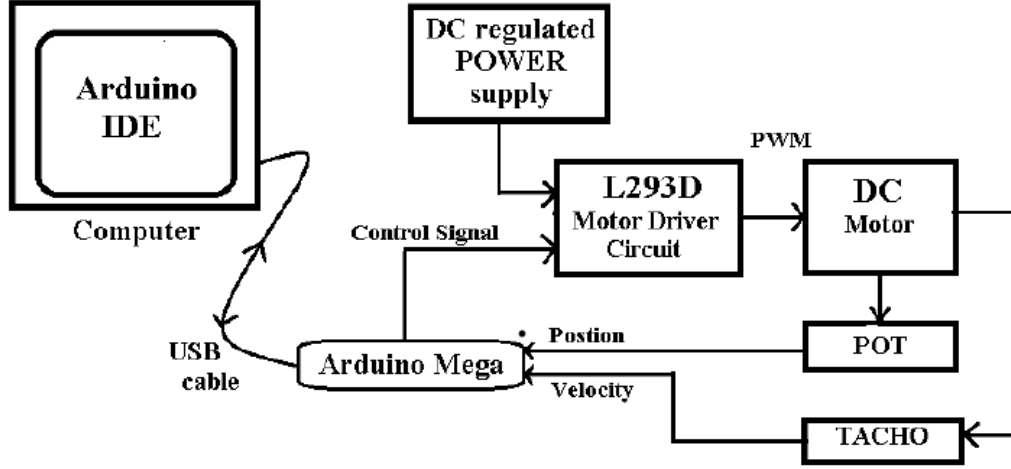 Arduino
IDE
Computer
DC regulated
POWER
supply
PWM
L293D
Motor Driver
Circuit
DC
Motor
Control Signal
USB
cable
Arduino Mega
Postion
Velocity
POT
TACHO